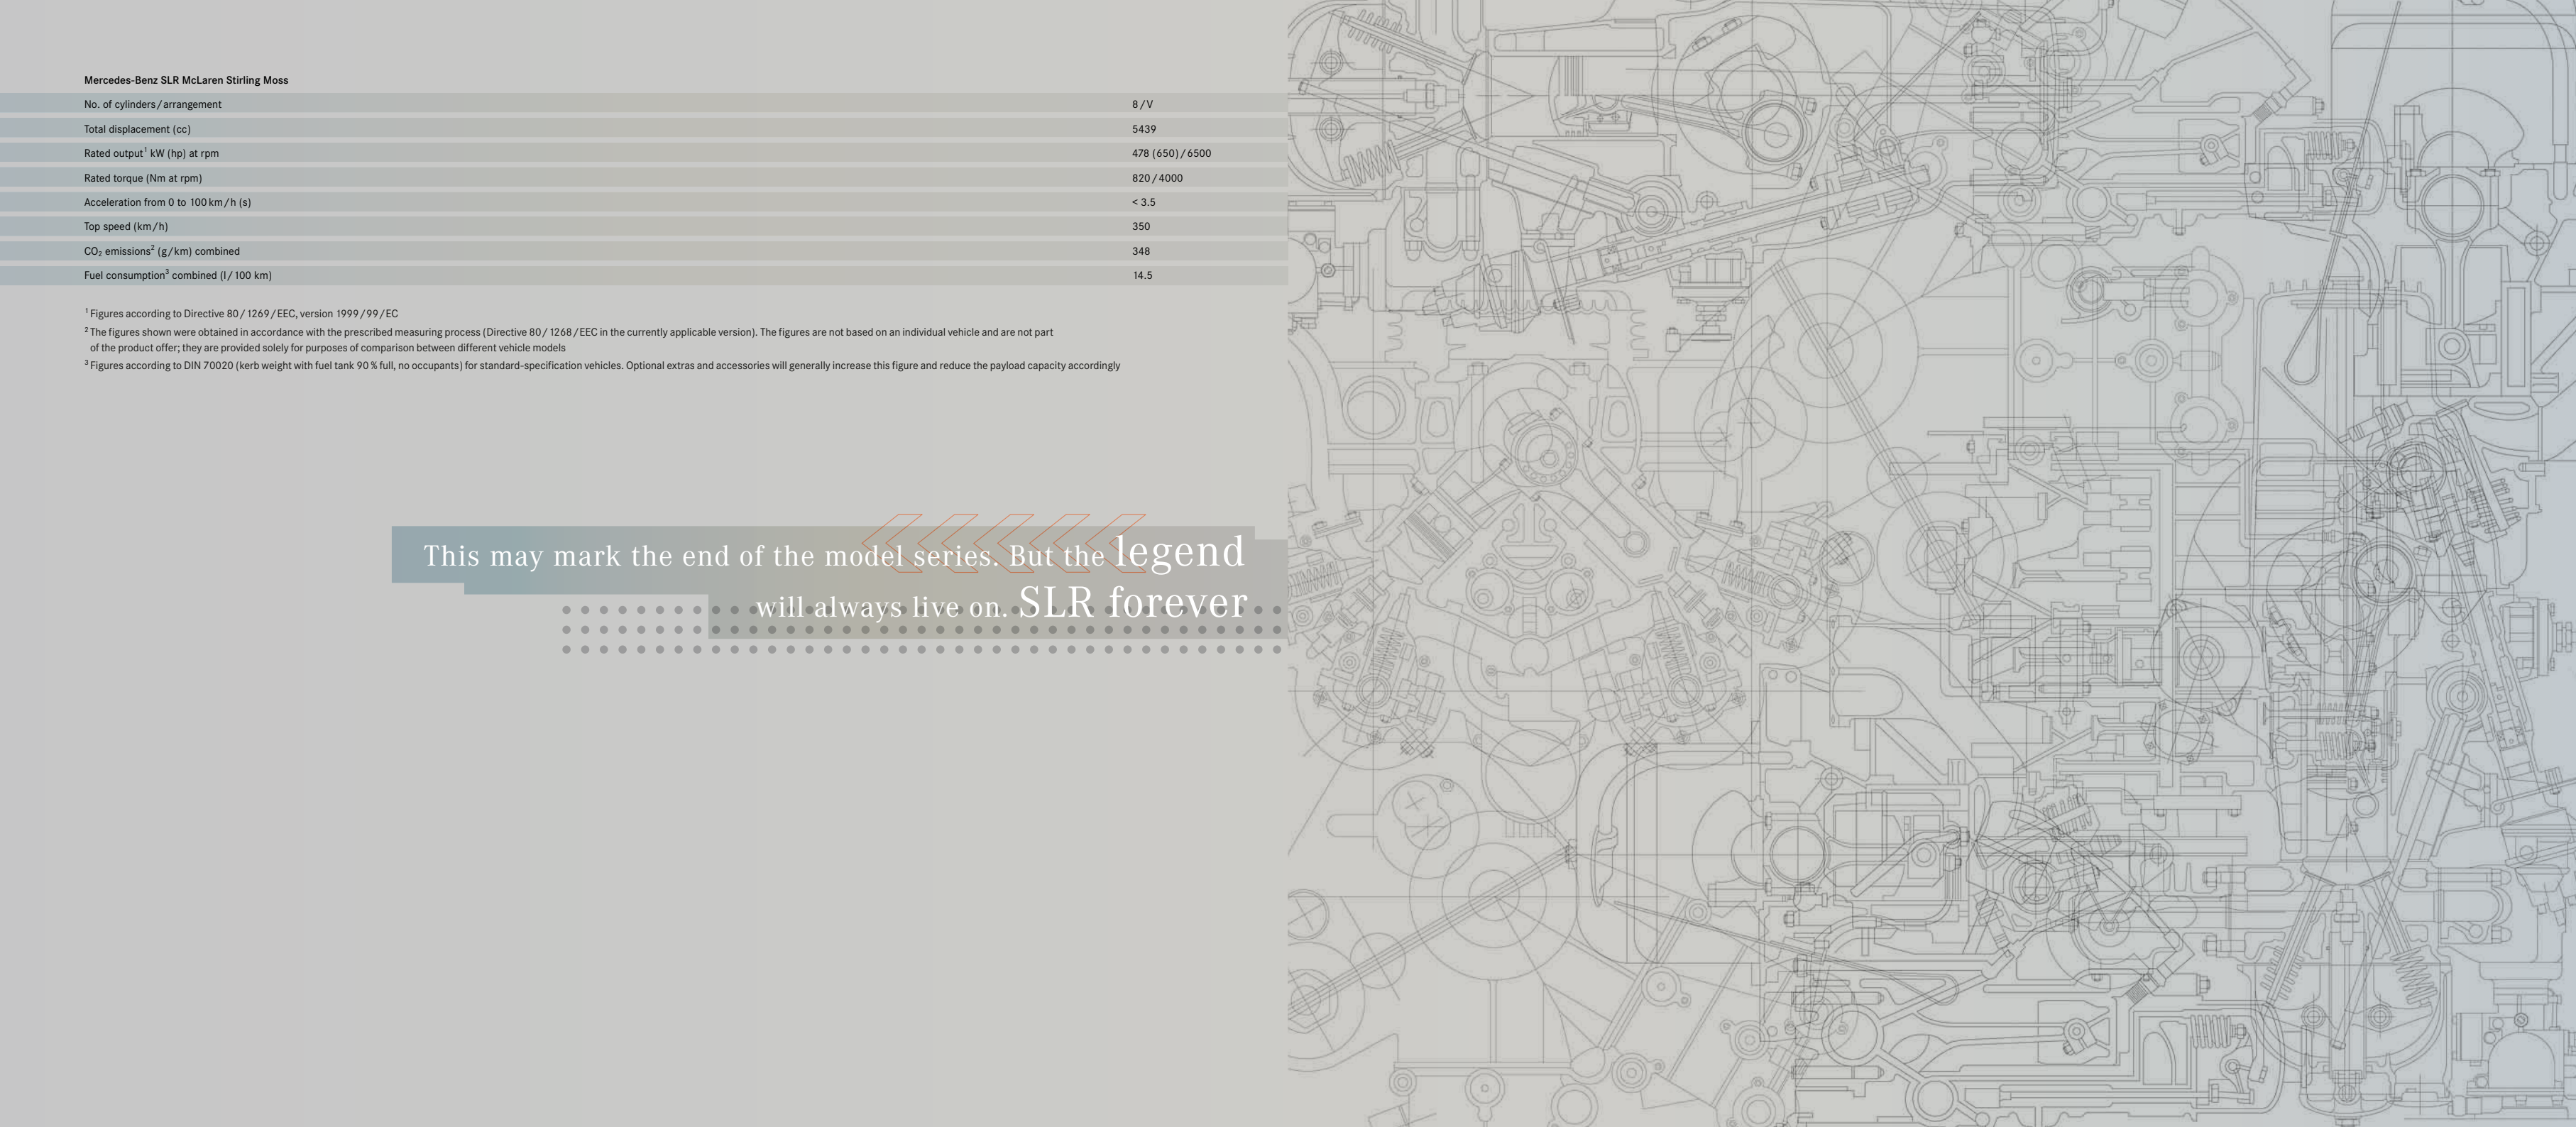 Mercedes-Benz SLR McLaren Stirling Moss
No. of cylinders/arrangement 8/V
Total displacement (cc) 5439
Rated output¹ kW (hp) at rpm 478 (650)/6500
Rated torque (Nm at rpm) 820/4000
Acceleration from 0 to 100 km/h (s) < 3.5
Top speed (km/h) 350
CO₂ emissions² (g/km) combined 348
Fuel consumption³ combined (l/100 km) 14.5
¹ Figures according to Directive 80/1269/EEC, version 1999/99/EC
² The figures shown were obtained in accordance with the prescribed measuring process (Directive 80/1268/EEC in the currently applicable version). The figures are not based on an individual vehicle and are not part
of the product offer; they are provided solely for purposes of comparison between different vehicle models
³ Figures according to DIN 70020 (kerb weight with fuel tank 90 % full, no occupants) for standard-specification vehicles. Optional extras and accessories will generally increase this figure and reduce the payload capacity accordingly
This may mark the end of the model series. But the legend
will always live on. SLR forever